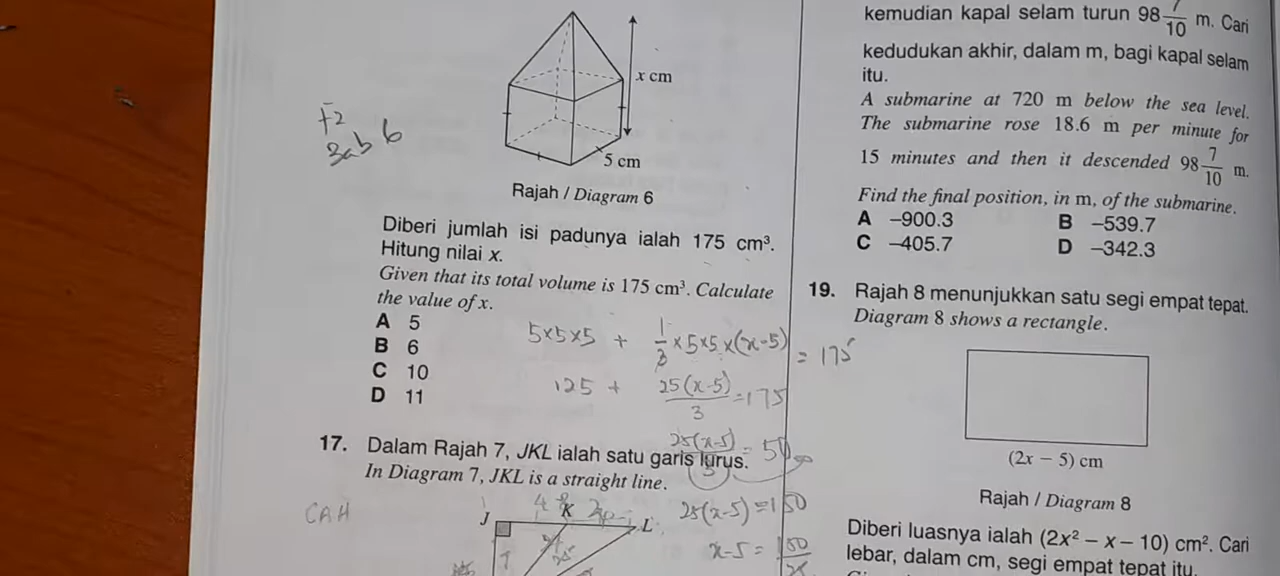 x cm
5 cm
Rajah / Diagram 6
Diberi jumlah isi padunya ialah 175 cm³.
Hitung nilai x.
Given that its total volume is 175 cm³. Calculate
the value of x.
A 5
B 6
C 10
D 11
5×5×5 + 1/3 ×5×5×(x-5) = 175
125 + 25(x-5)/3 =175
25(x-5)/3 = 50
25(x-5) = 150
x-5 = 150/25
17. Dalam Rajah 7, JKL ialah satu garis lurus.
In Diagram 7, JKL is a straight line.
CAH
J K L
kemudian kapal selam turun 98 7/10 m. Cari
kedudukan akhir, dalam m, bagi kapal selam
itu.
A submarine at 720 m below the sea level.
The submarine rose 18.6 m per minute for
15 minutes and then it descended 98 7/10 m.
Find the final position, in m, of the submarine.
A –900.3 B –539.7
C –405.7 D –342.3
19. Rajah 8 menunjukkan satu segi empat tepat.
Diagram 8 shows a rectangle.
(2x – 5) cm
Rajah / Diagram 8
Diberi luasnya ialah (2x² – x – 10) cm². Cari
lebar, dalam cm, segi empat tepat itu.